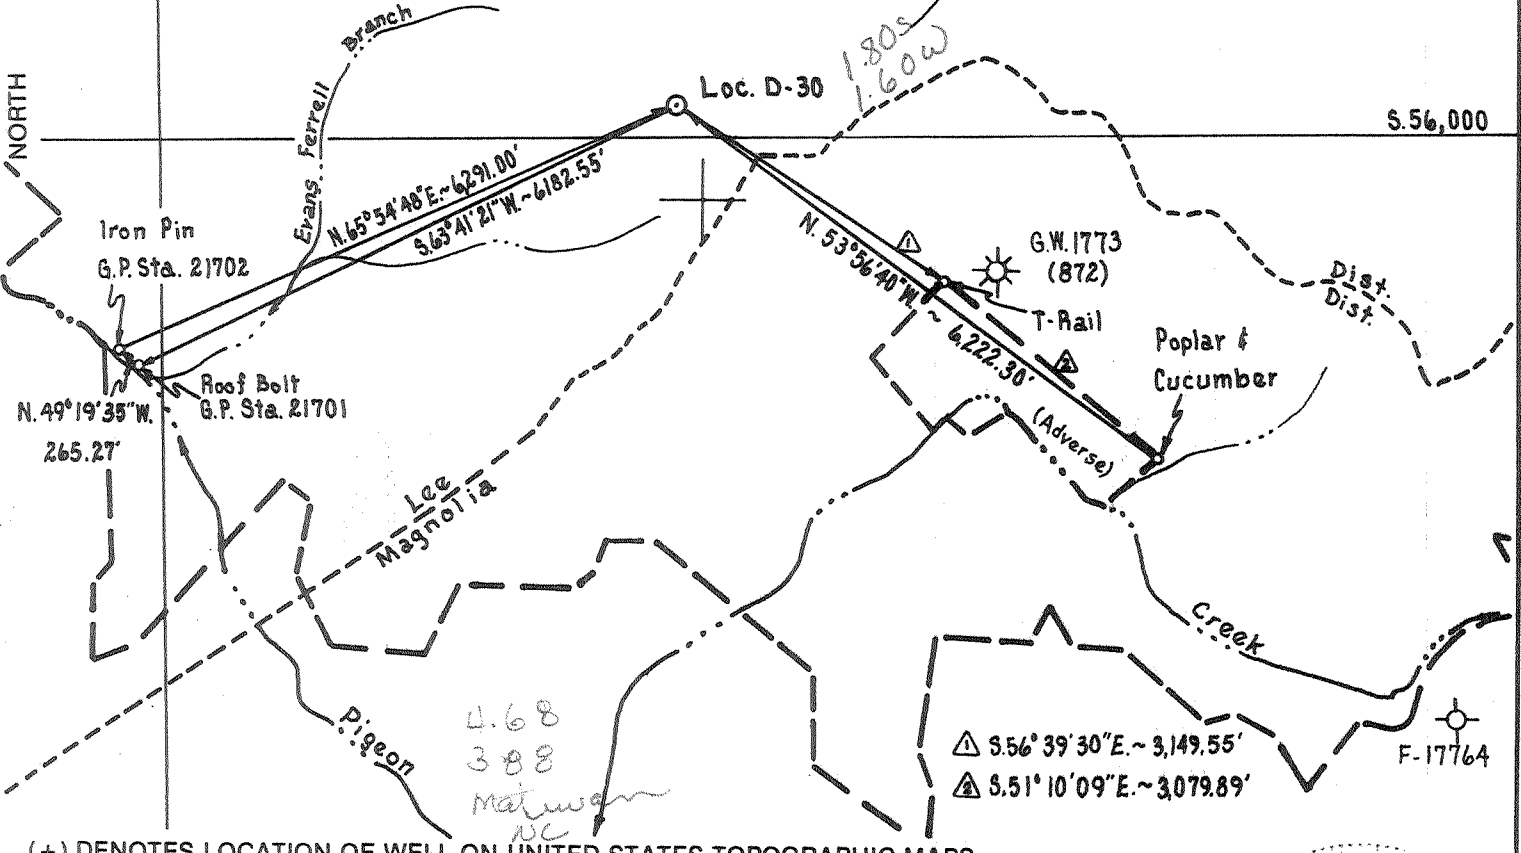 Branch
1.80S
1.60W
Loc. D-30
NORTH
S.56,000
Evans Ferrell
N.65°54'48"E.~6,291.00'
S.63°41'21"W.~6182.55'
Iron Pin
G.P. Sta. 21702
1
N. 53°56'40"W. ~ 6,222.30'
G.W. 1773
(872)
T-Rail
Dist.
Dist.
2
Poplar &
Cucumber
Roof Bolt
G.P. Sta. 21701
N.49°19'35"W.
265.27'
(Adverse)
Lee
Magnolia
Creek
Pigeon
4.68
388
Matewan
NC
1 S.56°39'30"E.~3,149.55'
2 S.51°10'09"E.~3,079.89'
F-17764
(+) DENOTES LOCATION OF WELL ON UNITED STATES TOPOGRAPHIC MAPS